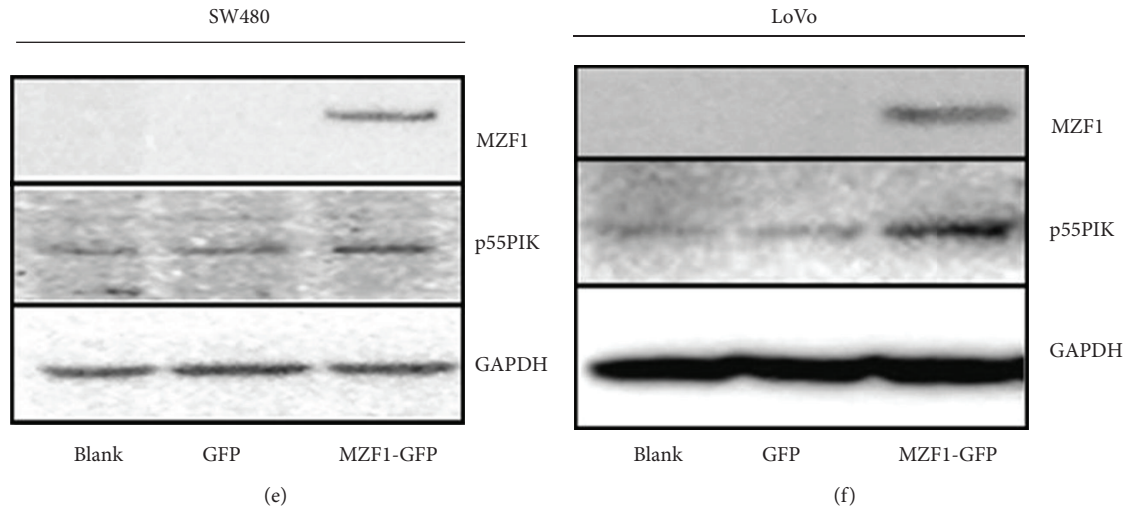 SW480
LoVo
MZF1
p55PIK
GAPDH
Blank GFP MZF1-GFP
(e)
MZF1
p55PIK
GAPDH
Blank GFP MZF1-GFP
(f)